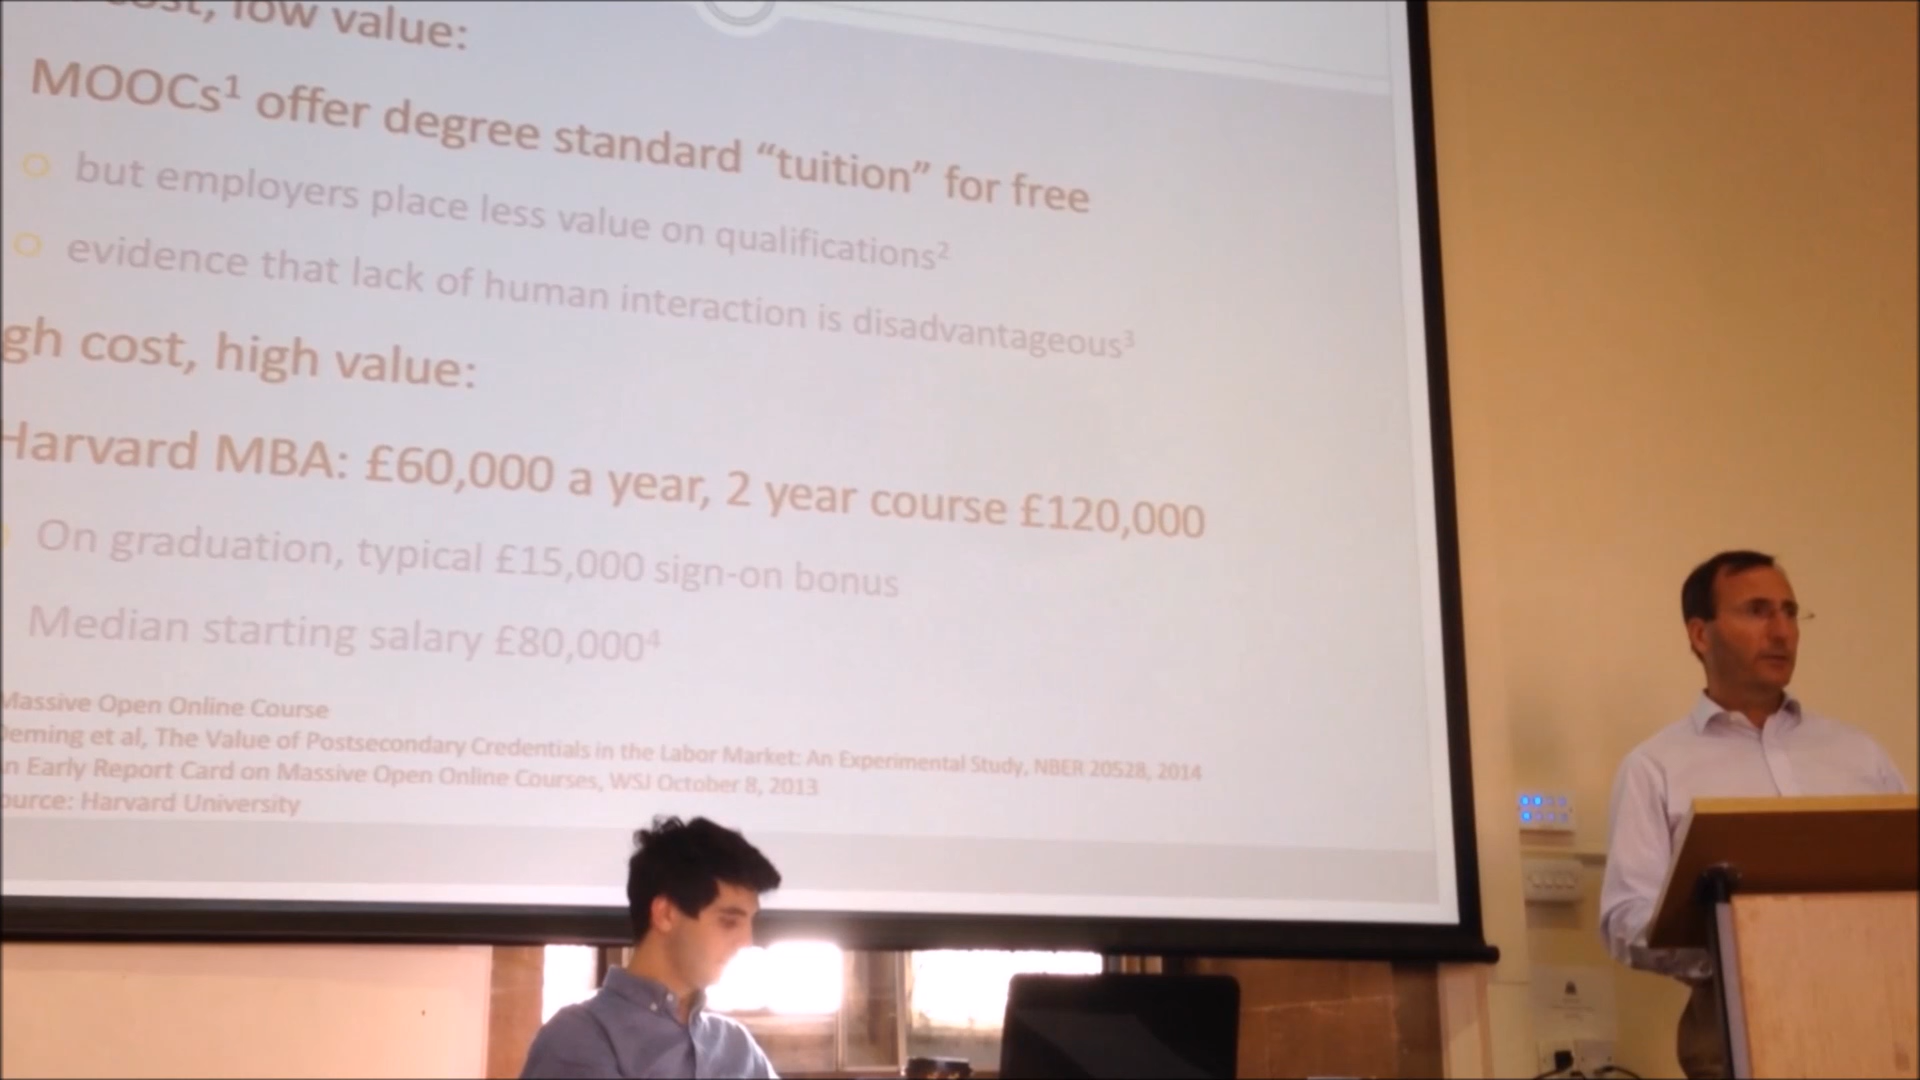 low value:
MOOCs¹ offer degree standard “tuition” for free
but employers place less value on qualifications²
evidence that lack of human interaction is disadvantageous³
gh cost, high value:
Harvard MBA: £60,000 a year, 2 year course £120,000
On graduation, typical £15,000 sign-on bonus
Median starting salary £80,000⁴
Massive Open Online Course
Deming et al, The Value of Postsecondary Credentials in the Labor Market: An Experimental Study, NBER 20528, 2014
n Early Report Card on Massive Open Online Courses, WSJ October 8, 2013
ource: Harvard University